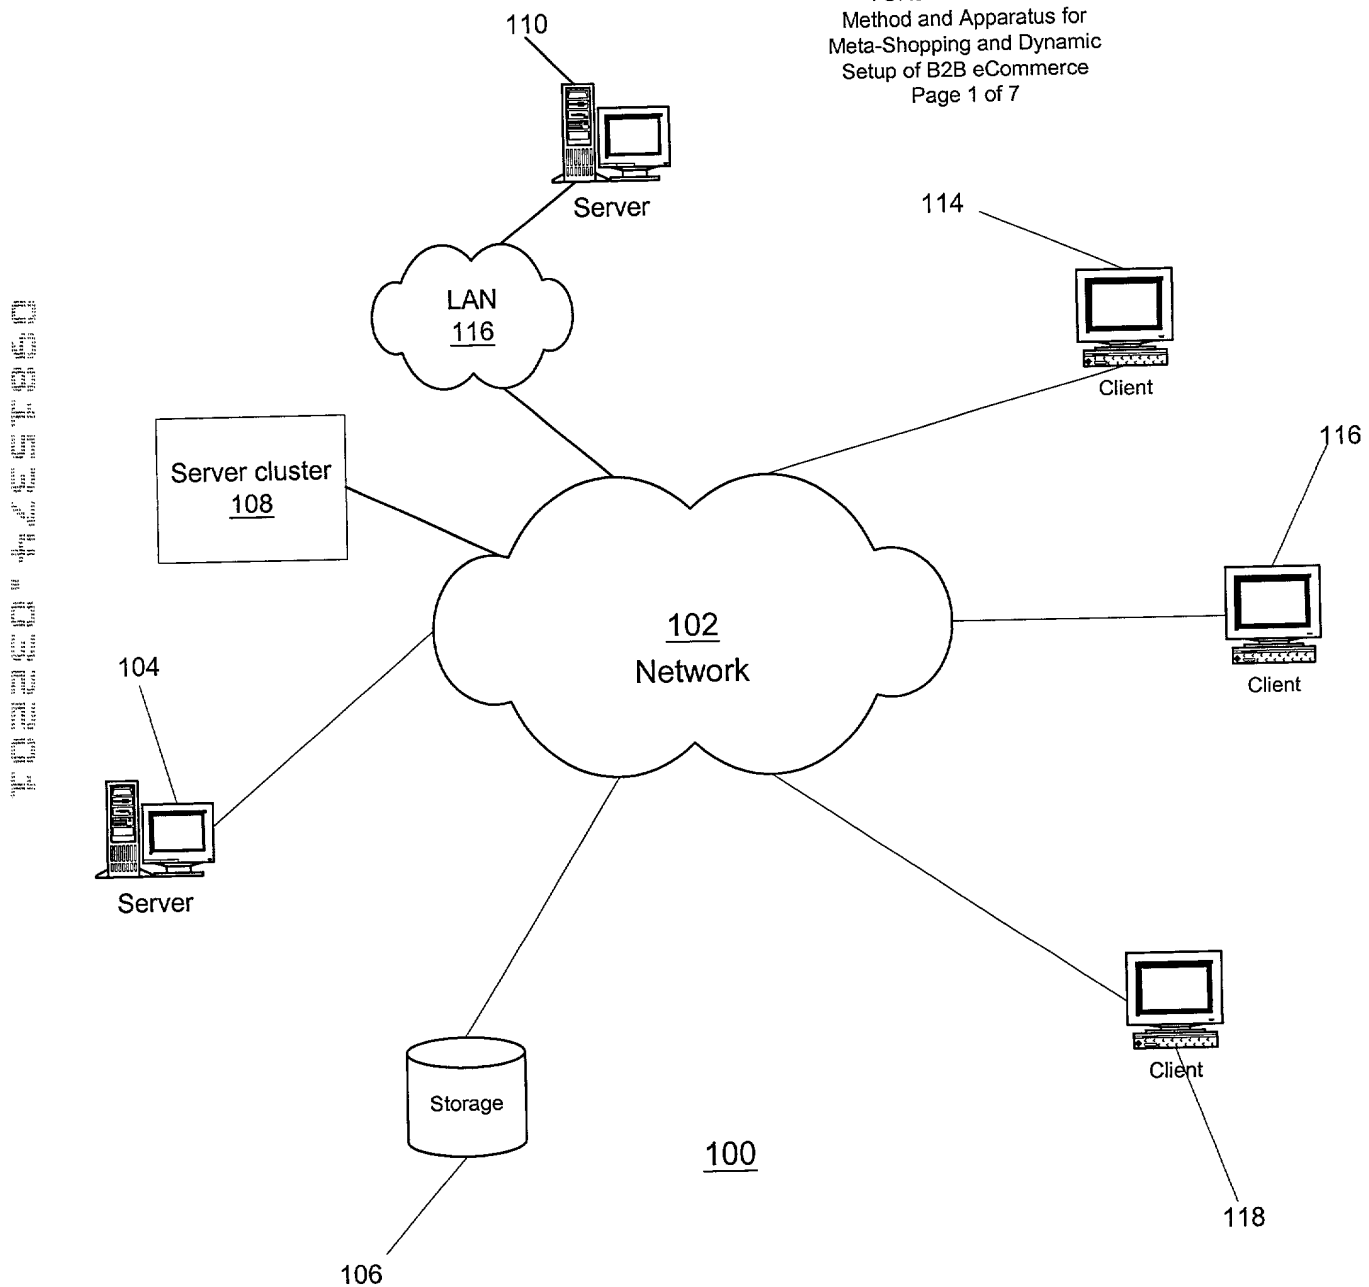 Method and Apparatus for
Meta-Shopping and Dynamic
Setup of B2B eCommerce
Page 1 of 7
110
Server
114
Client
LAN
116
116
Client
Server cluster
108
102
Network
104
Server
Storage
106
Client
118
100